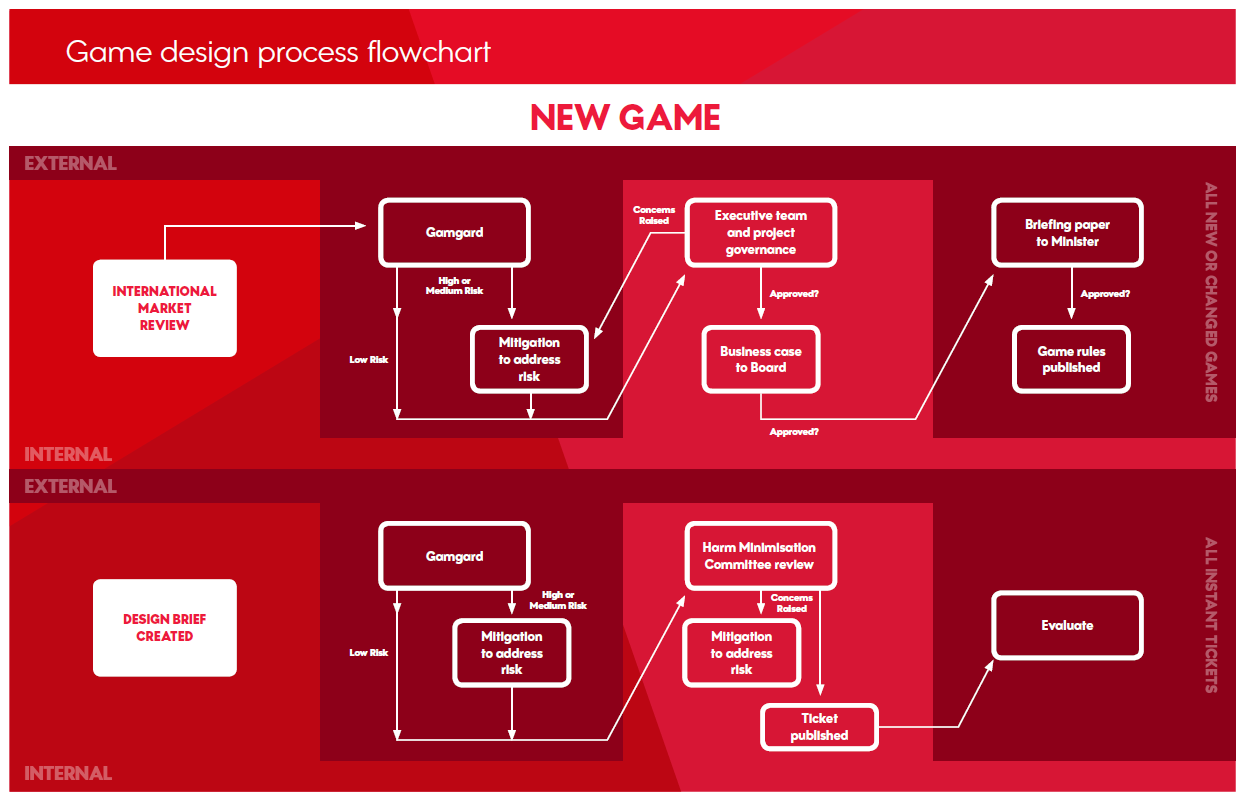 Game design process flowchart
NEW GAME
EXTERNAL
INTERNATIONAL
MARKET
REVIEW
Gamgard
High or
Medium Risk
Low Risk
Mitigation
to address
risk
Concerns
Raised
Executive team
and project
governance
Approved?
Business case
to Board
Approved?
Briefing paper
to Minister
Approved?
Game rules
published
ALL NEW OR CHANGED GAMES
INTERNAL
EXTERNAL
DESIGN BRIEF
CREATED
Gamgard
High or
Medium Risk
Low Risk
Mitigation
to address
risk
Harm Minimisation
Committee review
Concerns
Raised
Mitigation
to address
risk
Ticket
published
Evaluate
ALL INSTANT TICKETS
INTERNAL